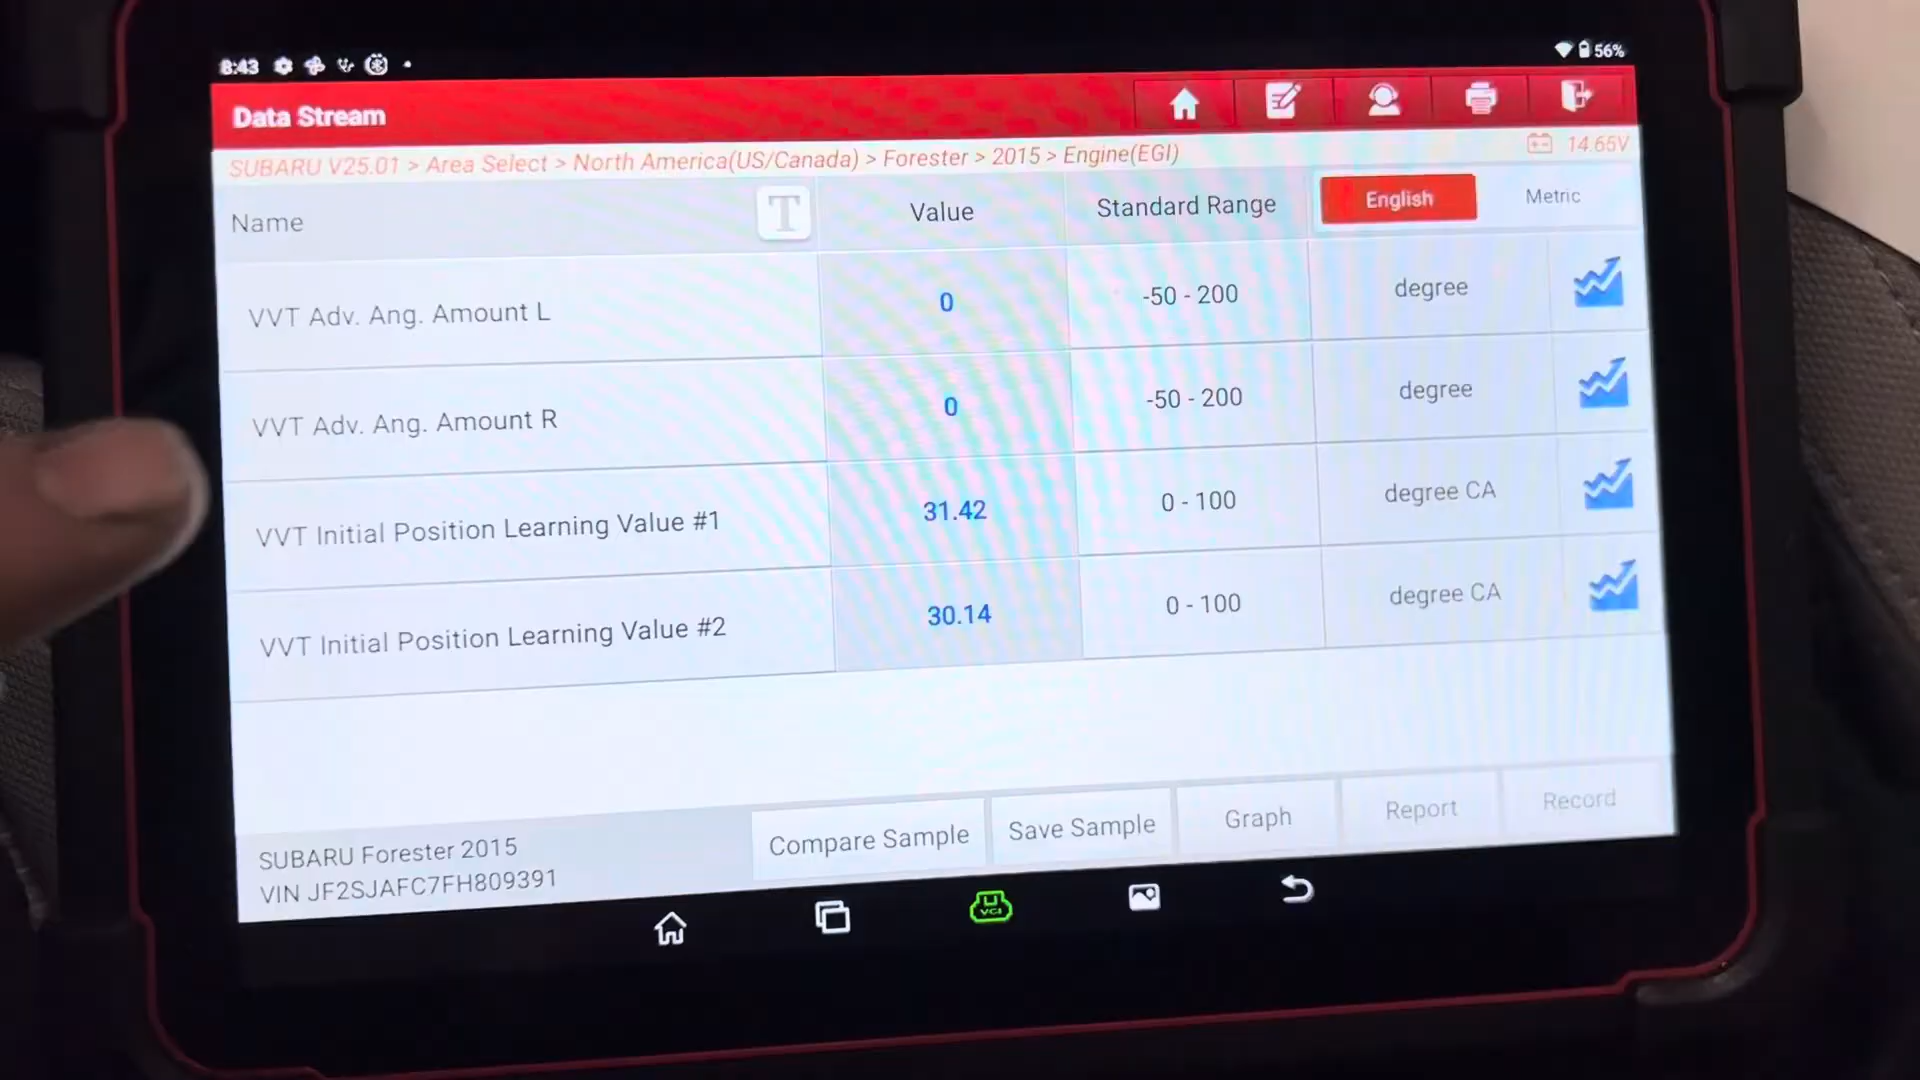 8:43
56%
Data Stream
SUBARU V25.01 > Area Select > North America(US/Canada) > Forester > 2015 > Engine(EGI)
14.65V
Name
T
Value
Standard Range
English
Metric
VVT Adv. Ang. Amount L
0
-50 - 200
degree
VVT Adv. Ang. Amount R
0
-50 - 200
degree
VVT Initial Position Learning Value #1
31.42
0 - 100
degree CA
VVT Initial Position Learning Value #2
30.14
0 - 100
degree CA
SUBARU Forester 2015
VIN JF2SJAFC7FH809391
Compare Sample
Save Sample
Graph
Report
Record
VCI